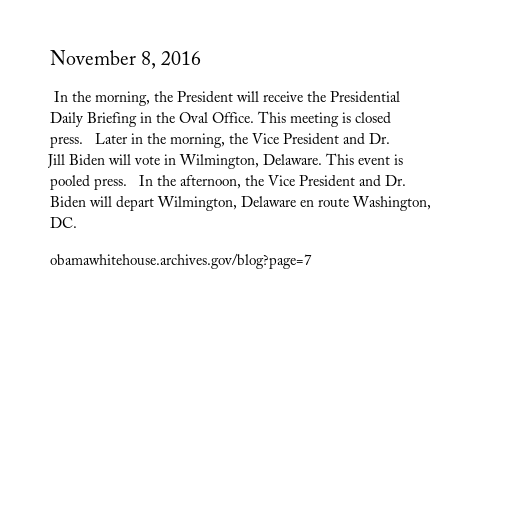 November 8, 2016
In the morning, the President will receive the Presidential
Daily Briefing in the Oval Office. This meeting is closed
press.   Later in the morning, the Vice President and Dr.
Jill Biden will vote in Wilmington, Delaware. This event is
pooled press.   In the afternoon, the Vice President and Dr.
Biden will depart Wilmington, Delaware en route Washington,
DC.
obamawhitehouse.archives.gov/blog?page=7